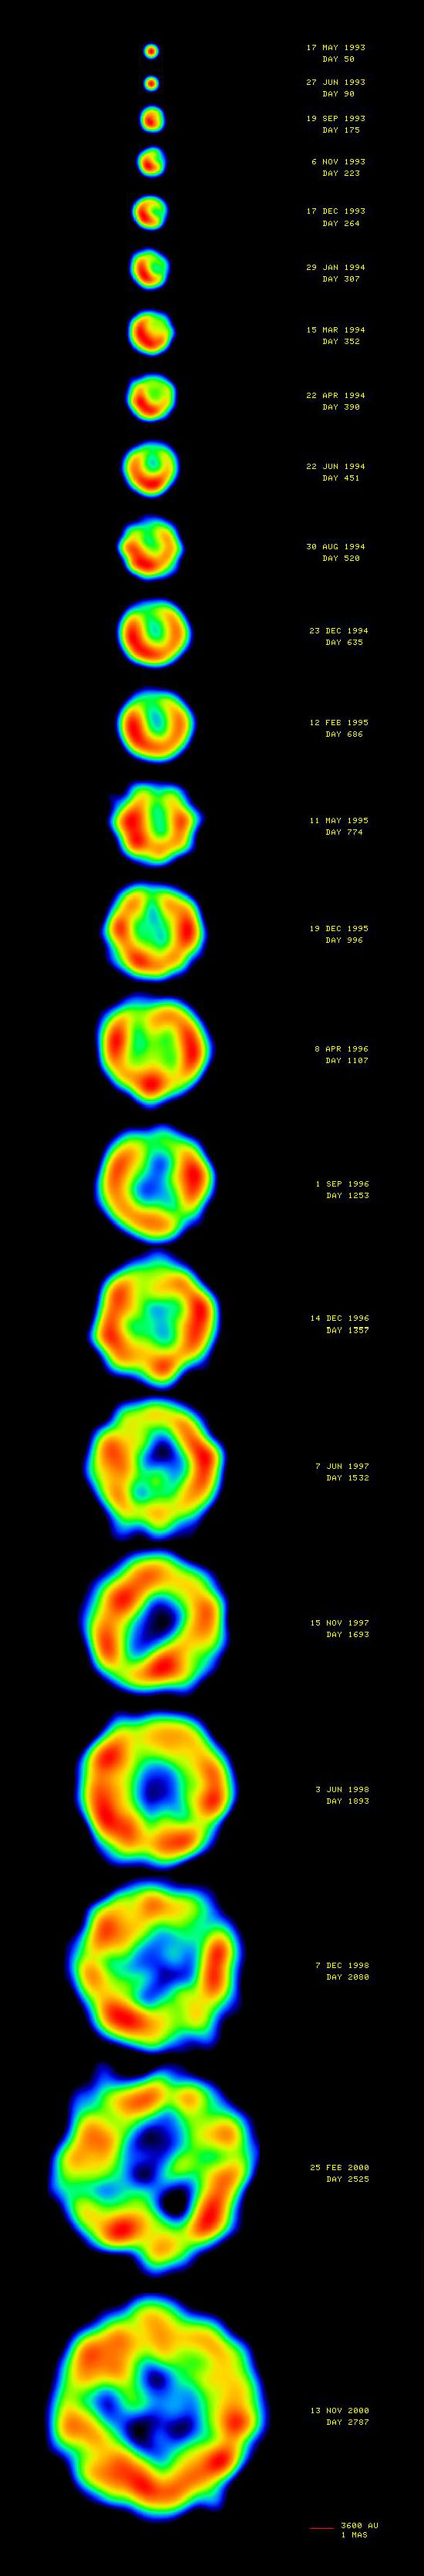 17 MAY 1993
DAY 50
27 JUN 1993
DAY 90
19 SEP 1993
DAY 175
6 NOV 1993
DAY 223
17 DEC 1993
DAY 264
29 JAN 1994
DAY 307
15 MAR 1994
DAY 352
22 APR 1994
DAY 390
22 JUN 1994
DAY 451
30 AUG 1994
DAY 520
23 DEC 1994
DAY 635
12 FEB 1995
DAY 686
11 MAY 1995
DAY 774
19 DEC 1995
DAY 996
8 APR 1996
DAY 1107
1 SEP 1996
DAY 1253
14 DEC 1996
DAY 1357
7 JUN 1997
DAY 1532
15 NOV 1997
DAY 1693
3 JUN 1998
DAY 1893
7 DEC 1998
DAY 2080
25 FEB 2000
DAY 2525
13 NOV 2000
DAY 2787
3600 AU
1 MAS